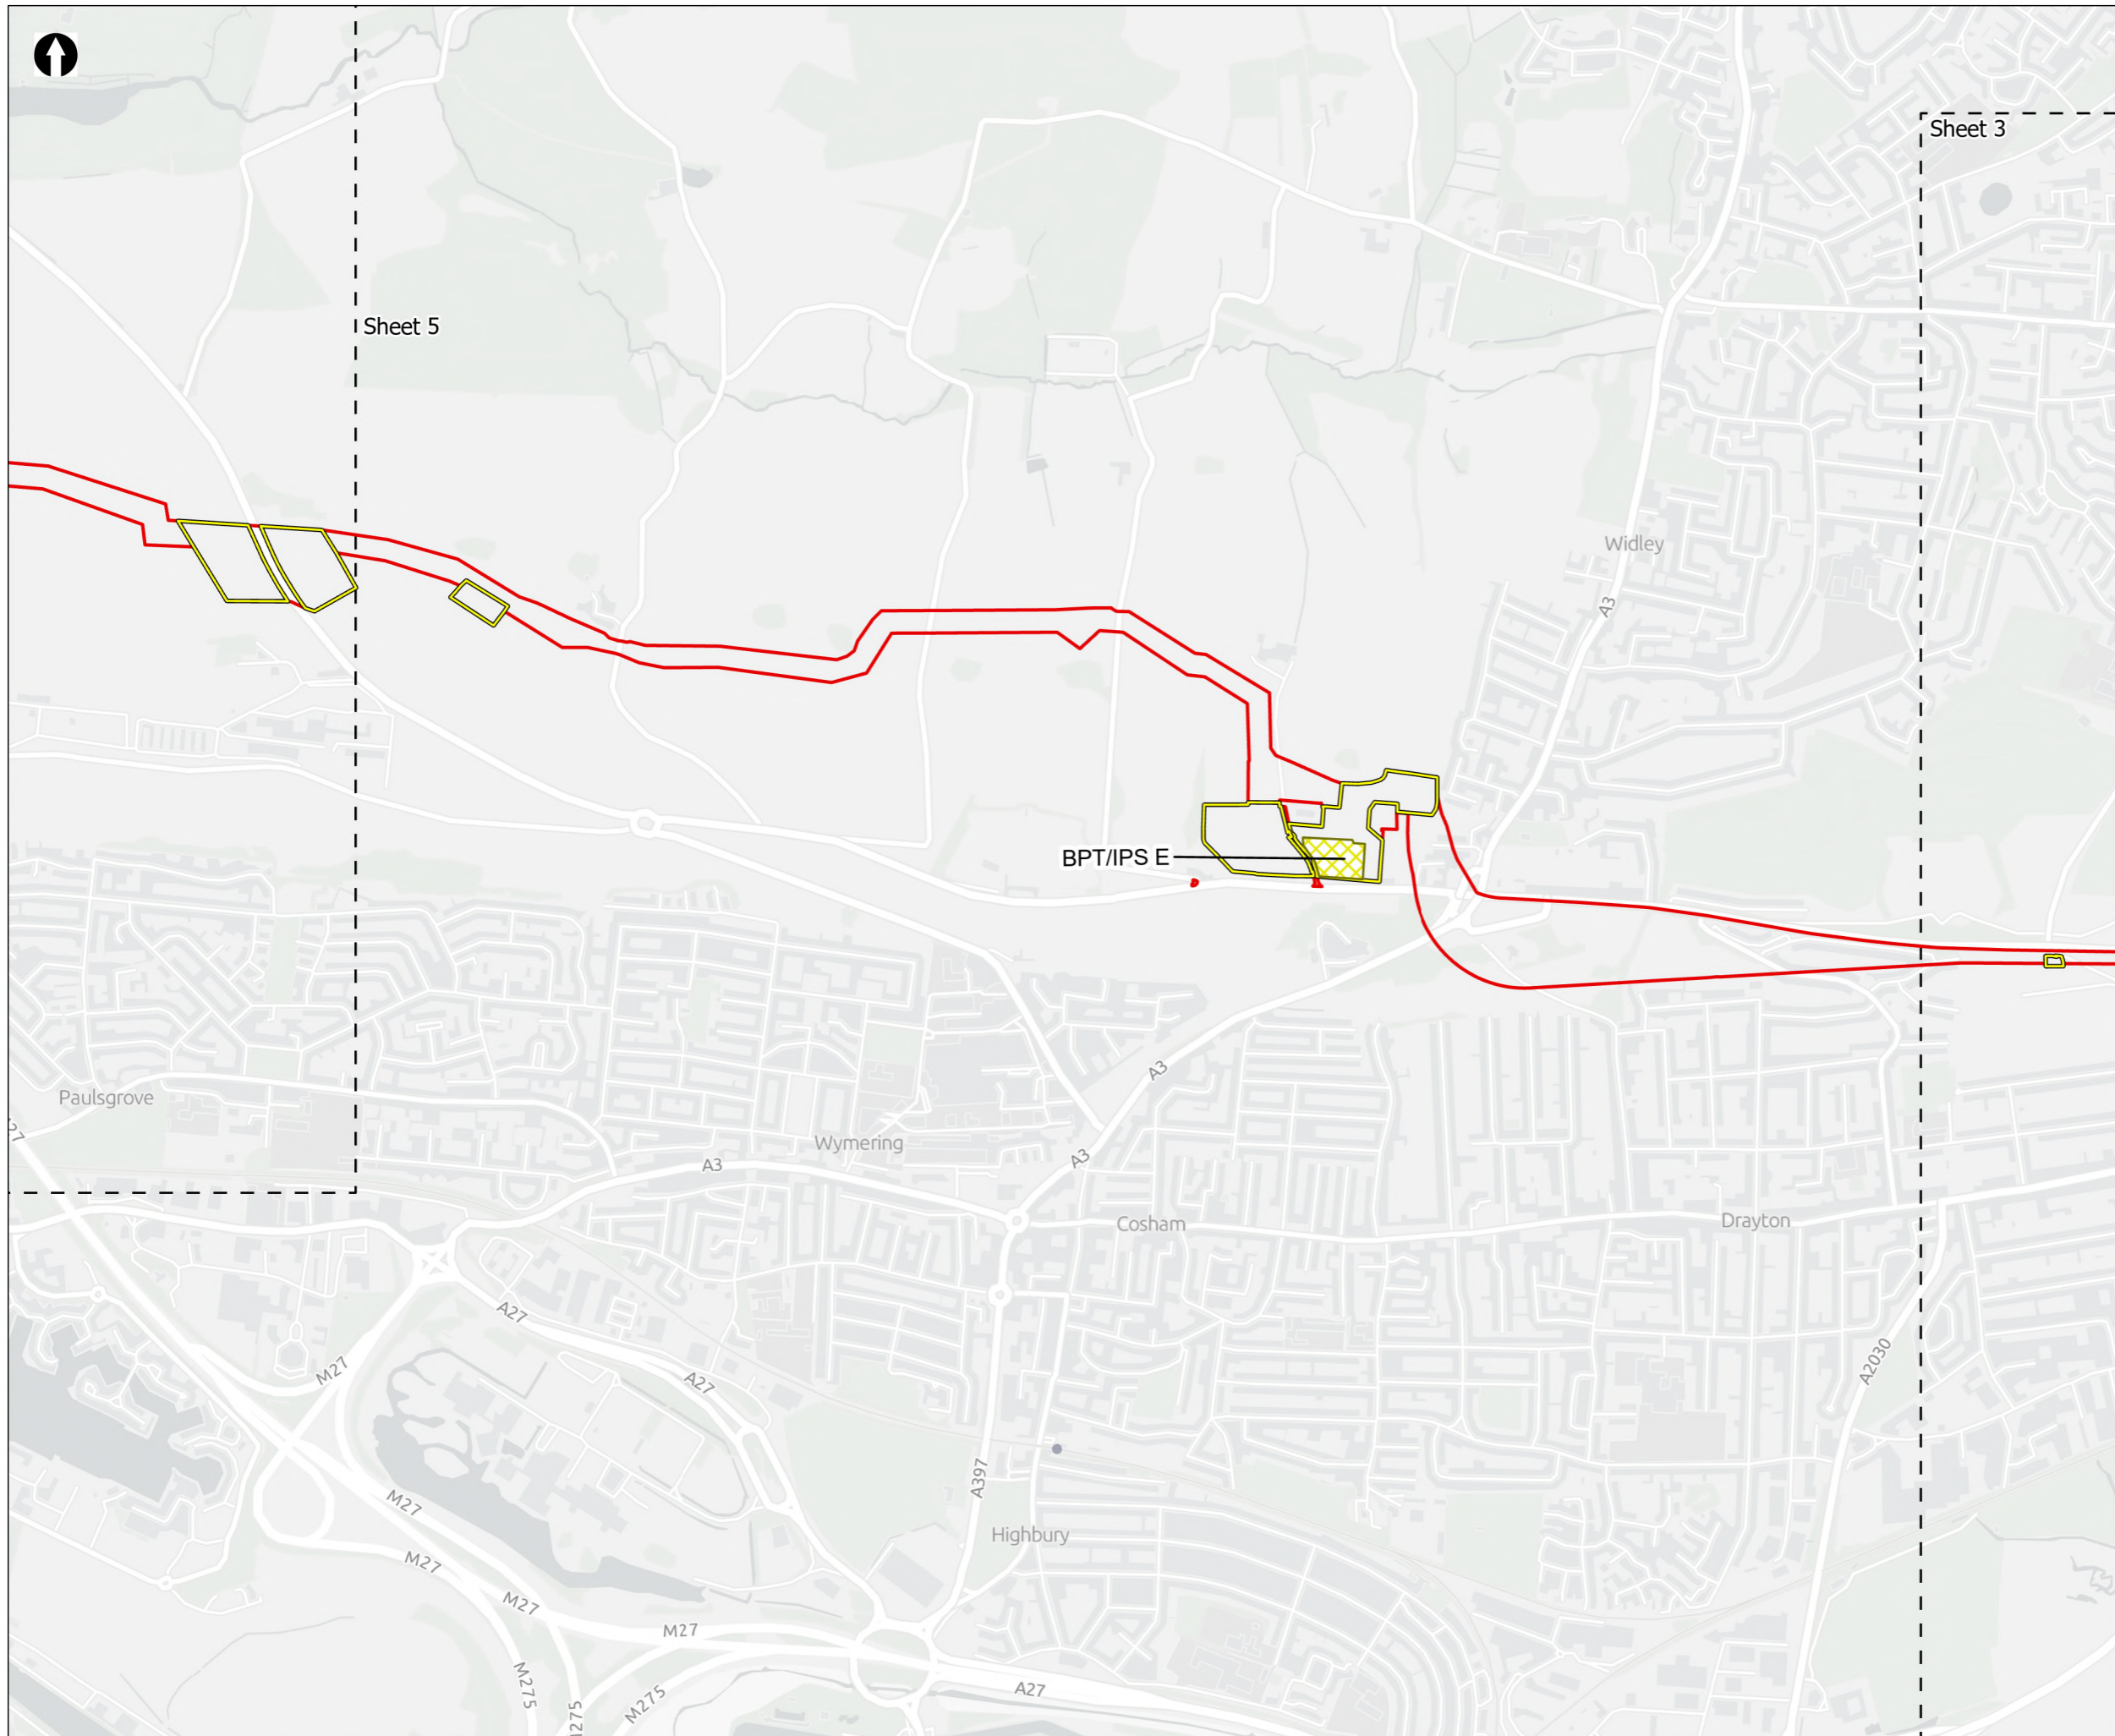 Sheet 3
Sheet 5
Widley
A3
BPT/IPS E
A3
Paulsgrove
Wymering
A3
A3
Cosham
Drayton
A27
M27
A27
A2030
A397
M27
Highbury
M27
M27
M27
M275
M275
A27